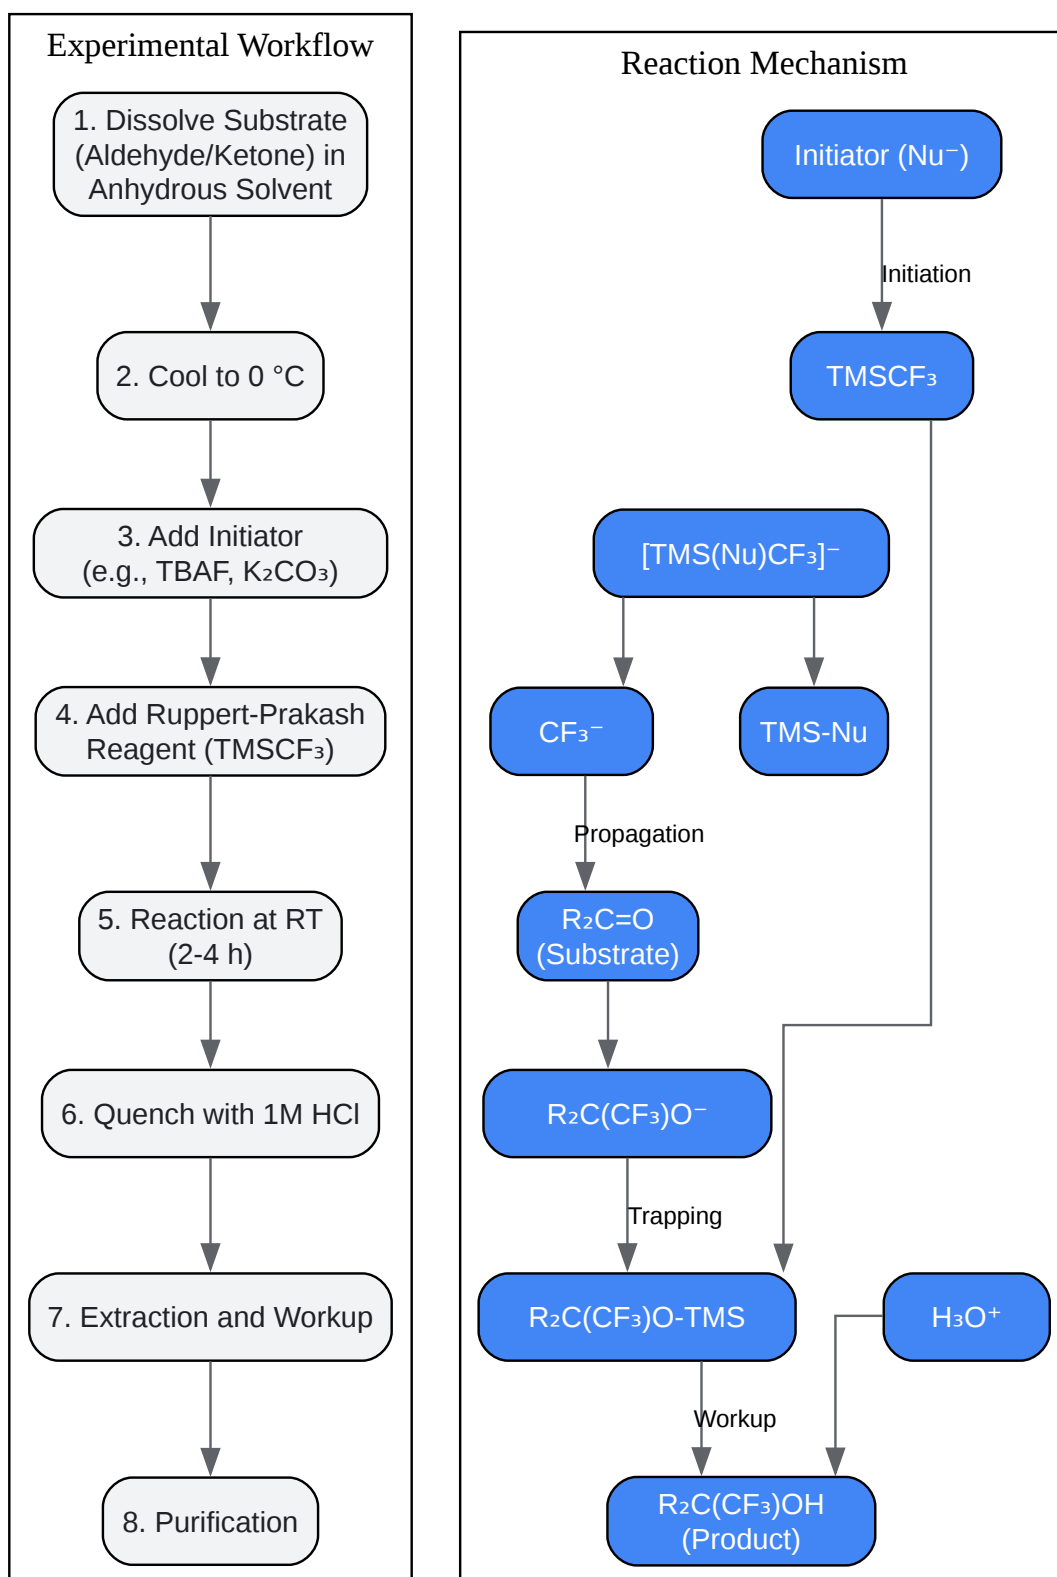 Experimental Workflow
1. Dissolve Substrate
(Aldehyde/Ketone) in
Anhydrous Solvent
2. Cool to 0 °C
3. Add Initiator
(e.g., TBAF, K₂CO₃)
4. Add Ruppert-Prakash
Reagent (TMSCF₃)
5. Reaction at RT
(2-4 h)
6. Quench with 1M HCl
7. Extraction and Workup
8. Purification
Reaction Mechanism
Initiator (Nu⁻)
Initiation
TMSCF₃
[TMS(Nu)CF₃]⁻
CF₃⁻
TMS-Nu
Propagation
R₂C=O
(Substrate)
R₂C(CF₃)O⁻
Trapping
R₂C(CF₃)O-TMS
H₃O⁺
Workup
R₂C(CF₃)OH
(Product)